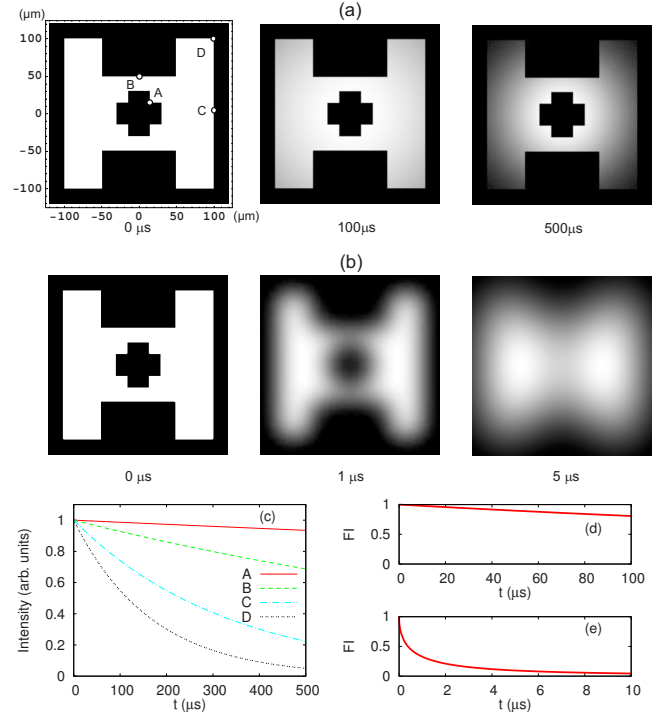 (μm)
(a)
100
50
0
-50
-100
D
B
A
C
-100 -50 0 50 100 (μm)
0 μs
100μs
500μs
(b)
0 μs
1 μs
5 μs
(c)
Intensity (arb. units)
1
0.8
0.6
0.4
0.2
0
A
B
C
D
0 100 200 300 400 500
t (μs)
(d)
FI
1
0.5
0
0 20 40 60 80 100
t (μs)
(e)
FI
1
0.5
0
0 2 4 6 8 10
t (μs)